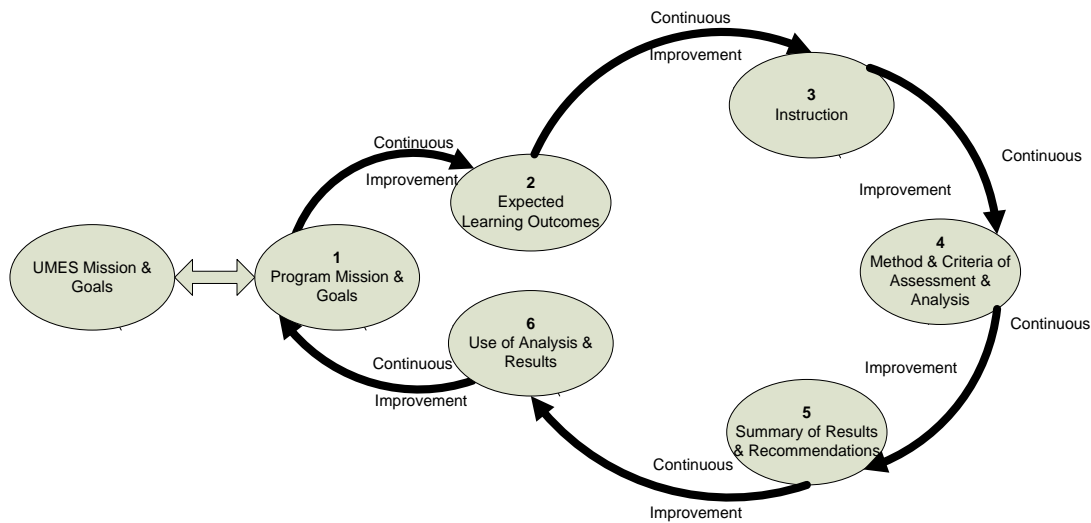 UMES Mission &
Goals
1
Program Mission &
Goals
Continuous
Improvement
2
Expected
Learning Outcomes
Continuous
Improvement
3
Instruction
Continuous
Improvement
4
Method & Criteria of
Assessment &
Analysis
Continuous
Improvement
5
Summary of Results
& Recommendations
Continuous
Improvement
6
Use of Analysis &
Results
Continuous
Improvement